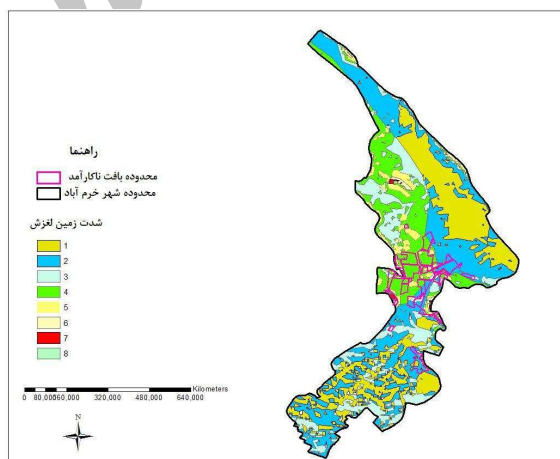 راهنما
محدوده بافت ناکارآمد
محدوده شهر خرم آباد
شدت زمین لغزش
1
2
3
4
5
6
7
8
Kilometers
0 80,000160,000 320,000 480,000 640,000
N